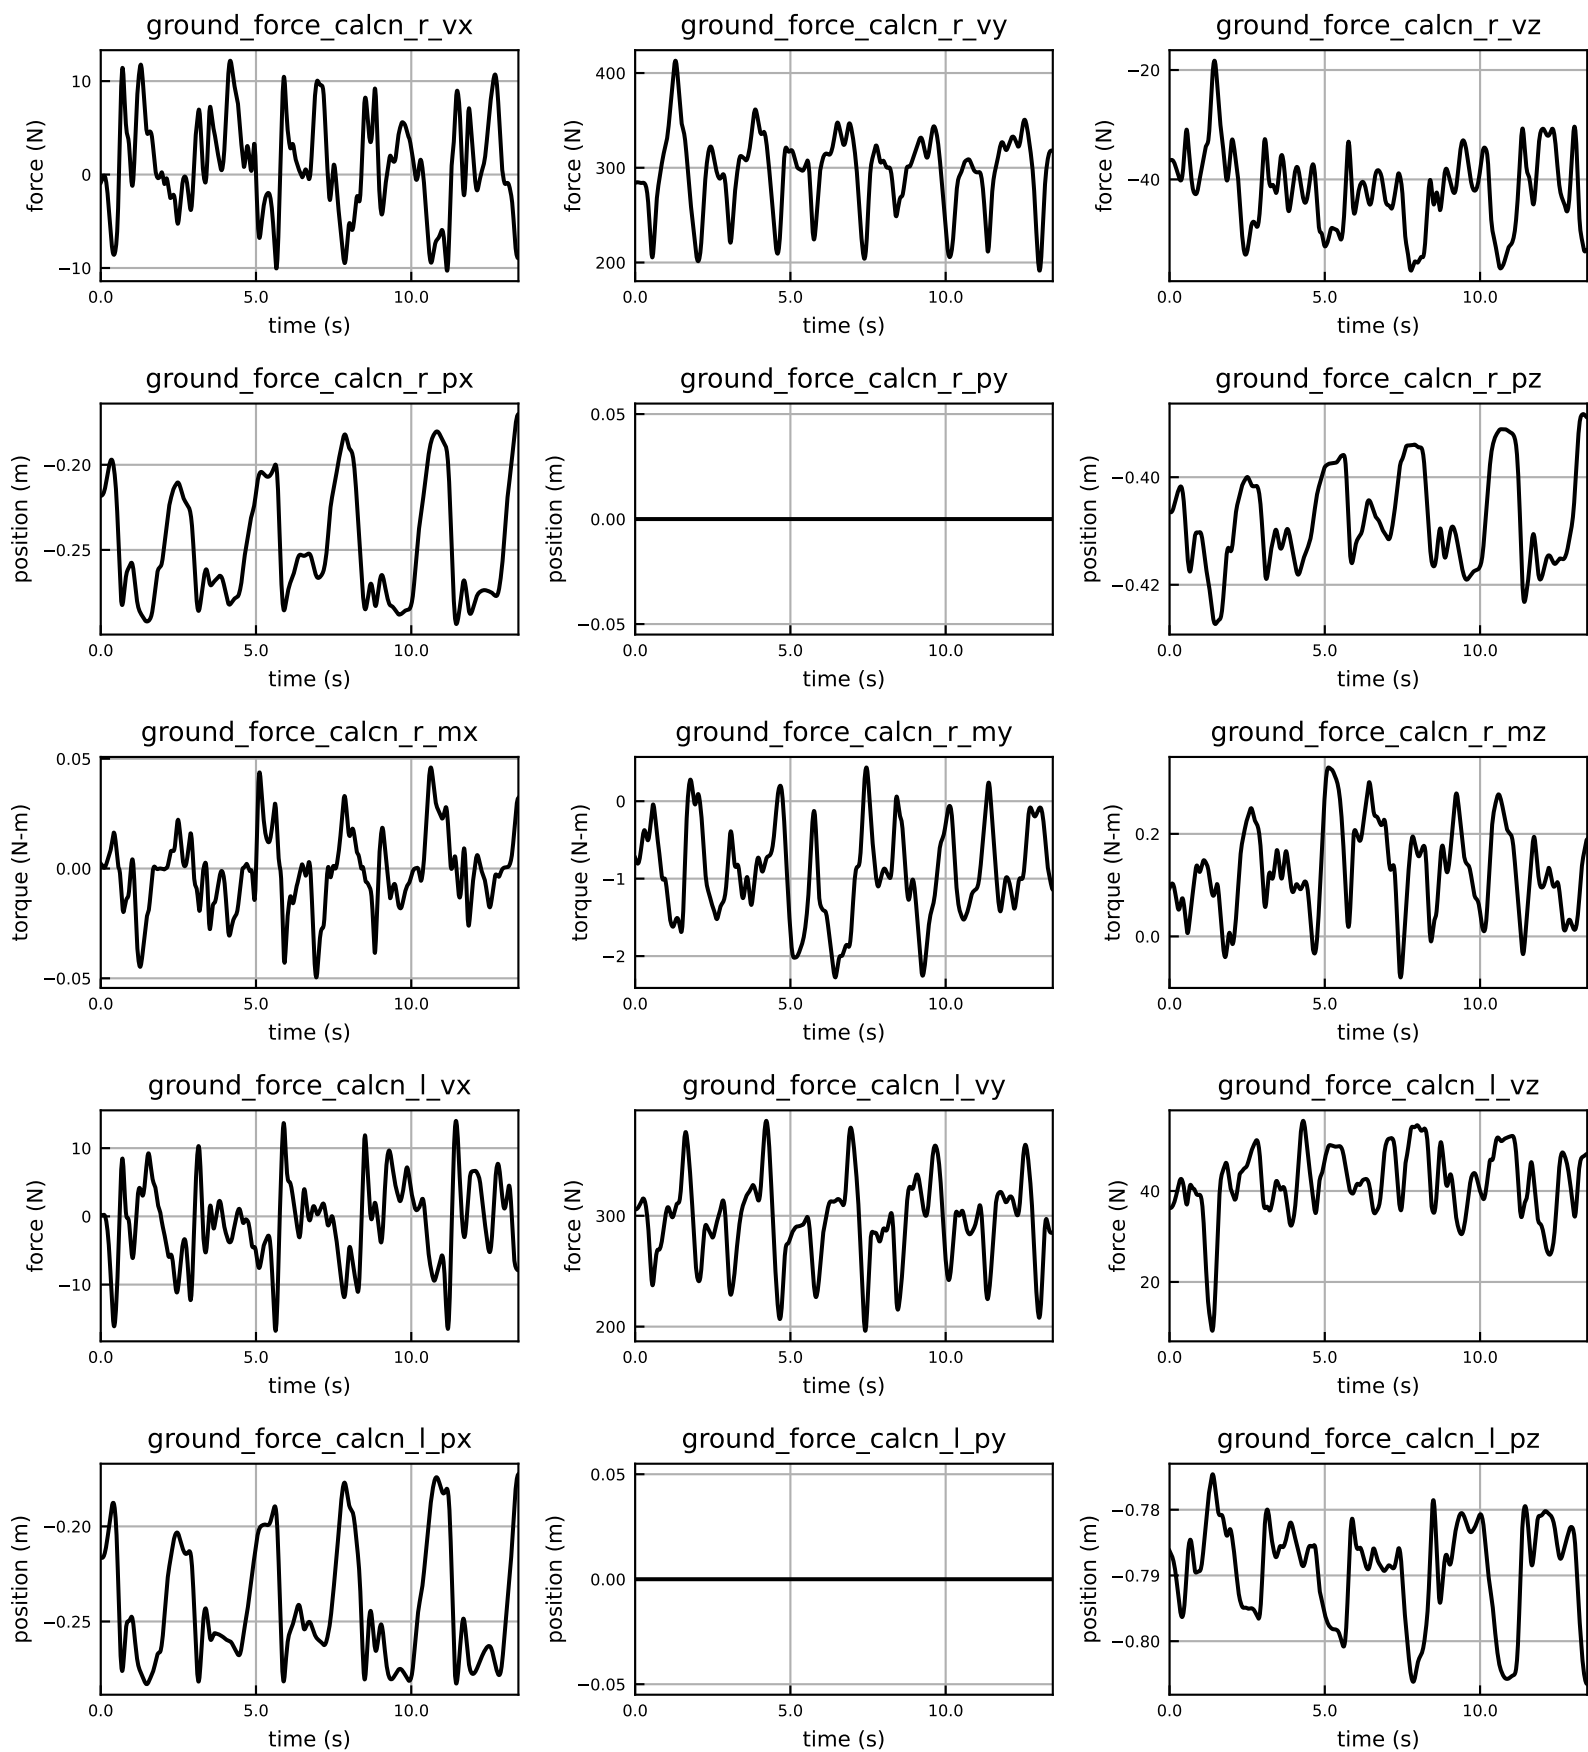 ground_force_calcn_r_vx
ground_force_calcn_r_vy
ground_force_calcn_r_vz
force (N)
10
0
−10
0.0
5.0
10.0
time (s)
force (N)
400
300
200
0.0
5.0
10.0
time (s)
force (N)
−20
−40
0.0
5.0
10.0
time (s)
ground_force_calcn_r_px
ground_force_calcn_r_py
ground_force_calcn_r_pz
position (m)
−0.20
−0.25
0.0
5.0
10.0
time (s)
position (m)
0.05
0.00
−0.05
0.0
5.0
10.0
time (s)
position (m)
−0.40
−0.42
0.0
5.0
10.0
time (s)
ground_force_calcn_r_mx
ground_force_calcn_r_my
ground_force_calcn_r_mz
torque (N-m)
0.05
0.00
−0.05
0.0
5.0
10.0
time (s)
torque (N-m)
0
−1
−2
0.0
5.0
10.0
time (s)
torque (N-m)
0.2
0.0
0.0
5.0
10.0
time (s)
ground_force_calcn_l_vx
ground_force_calcn_l_vy
ground_force_calcn_l_vz
force (N)
10
0
−10
0.0
5.0
10.0
time (s)
force (N)
300
200
0.0
5.0
10.0
time (s)
force (N)
40
20
0.0
5.0
10.0
time (s)
ground_force_calcn_l_px
ground_force_calcn_l_py
ground_force_calcn_l_pz
position (m)
−0.20
−0.25
0.0
5.0
10.0
time (s)
position (m)
0.05
0.00
−0.05
0.0
5.0
10.0
time (s)
position (m)
−0.78
−0.79
−0.80
0.0
5.0
10.0
time (s)